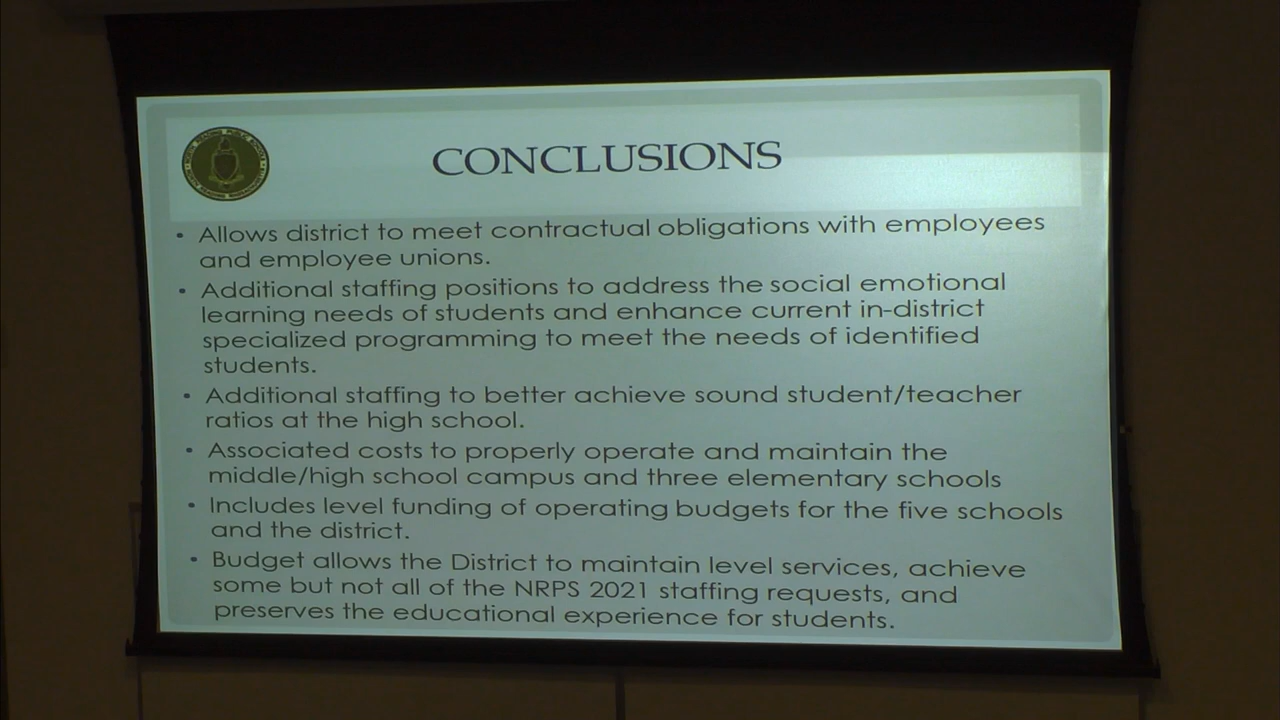 CONCLUSIONS
• Allows district to meet contractual obligations with employees
and employee unions.
• Additional staffing positions to address the social emotional
learning needs of students and enhance current in-district
specialized programming to meet the needs of identified
students.
• Additional staffing to better achieve sound student/teacher
ratios at the high school.
• Associated costs to properly operate and maintain the
middle/high school campus and three elementary schools
• Includes level funding of operating budgets for the five schools
and the district.
• Budget allows the District to maintain level services, achieve
some but not all of the NRPS 2021 staffing requests, and
preserves the educational experience for students.